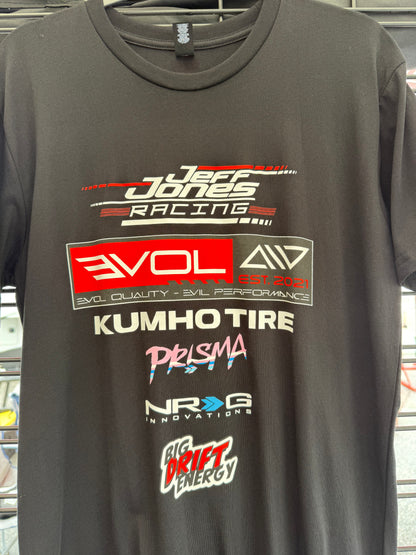 Jeff
Jones
RACING
EVOL
EST. 2021
EVOL QUALITY - EVIL PERFORMANCE
KUMHO TIRE
PRISMA
NRG
INNOVATIONS
BIG
DRIFT
ENERGY